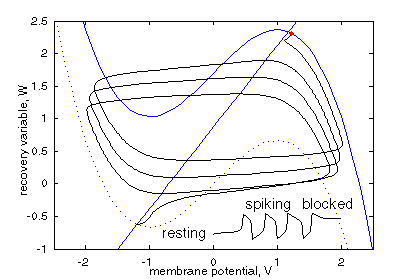 2.5
2
1.5
1
0.5
0
-0.5
-1
recovery variable, W
spiking blocked
resting
-2 -1 0 1 2
membrane potential, V